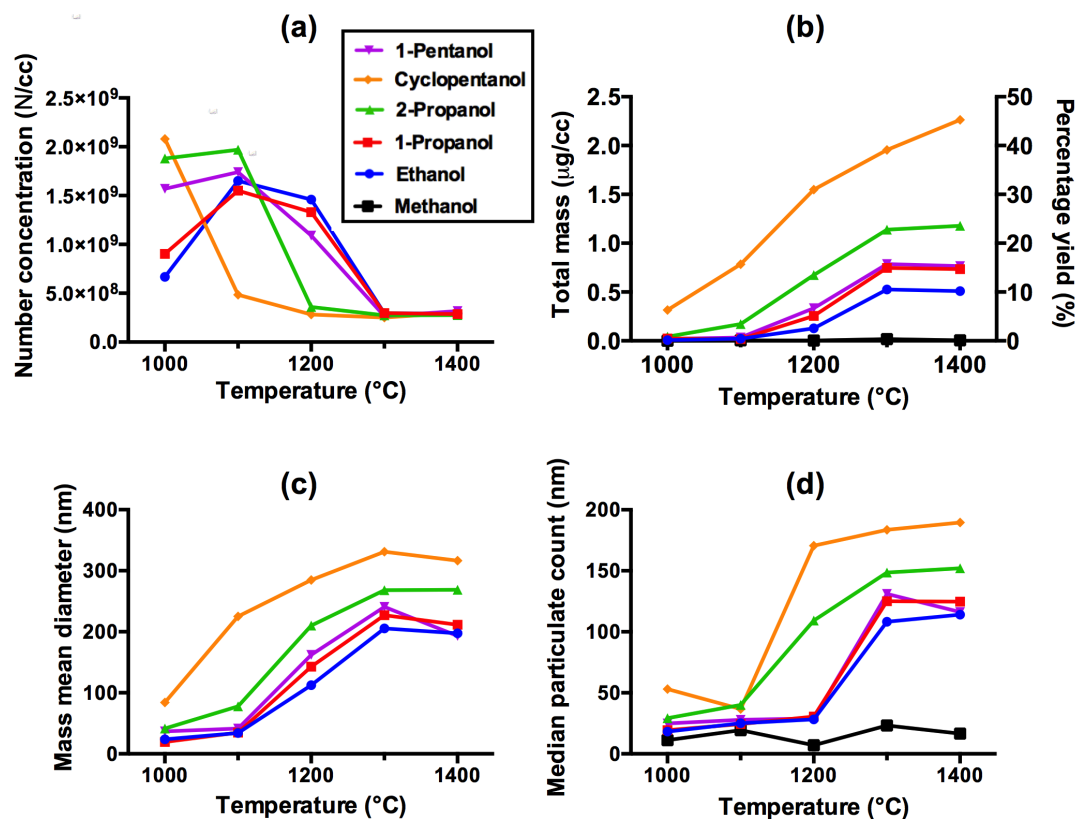 (a)
Number concentration (N/cc)
2.5×10⁹
2.0×10⁹
1.5×10⁹
1.0×10⁹
5.0×10⁸
0.0
1000
1200
1400
Temperature (°C)
1-Pentanol
Cyclopentanol
2-Propanol
1-Propanol
Ethanol
Methanol
(b)
Total mass (µg/cc)
2.5
2.0
1.5
1.0
0.5
0.0
50
40
30
20
10
0
Percentage yield (%)
1000
1200
1400
Temperature (°C)
(c)
Mass mean diameter (nm)
400
300
200
100
0
1000
1200
1400
Temperature (°C)
(d)
Median particulate count (nm)
200
150
100
50
0
1000
1200
1400
Temperature (°C)